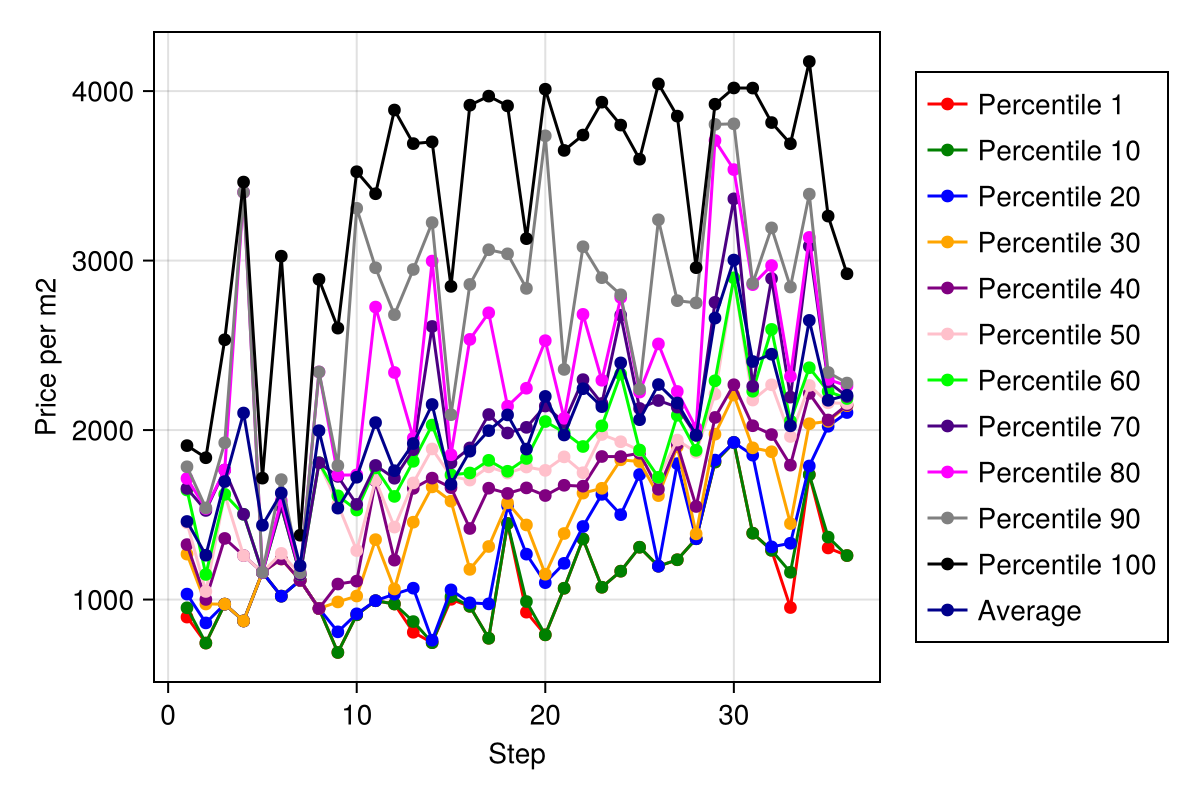 4000
3000
2000
1000
Price per m2
0
10
20
30
Step
Percentile 1
Percentile 10
Percentile 20
Percentile 30
Percentile 40
Percentile 50
Percentile 60
Percentile 70
Percentile 80
Percentile 90
Percentile 100
Average